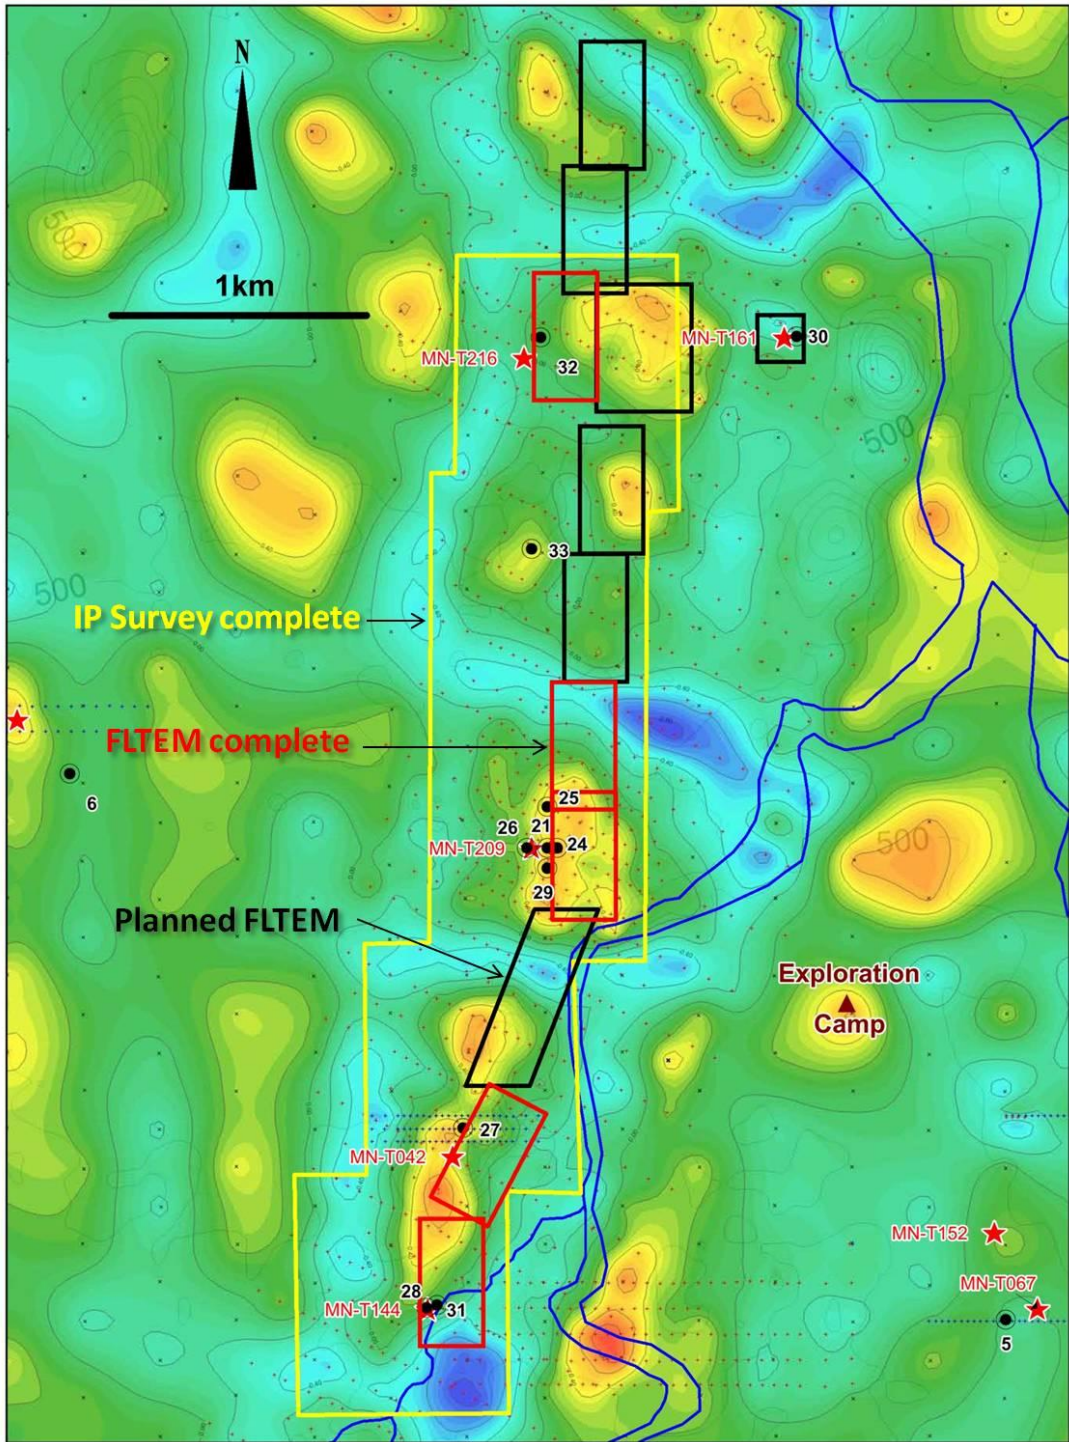 N
500
1km
MN-T216
32
MN-T161
30
500
33
500
IP Survey complete
FLTEM complete
6
25
26
21
MN-T209
24
500
29
Planned FLTEM
Exploration
Camp
27
MN-T042
MN-T152
MN-T067
28
MN-T144
31
5